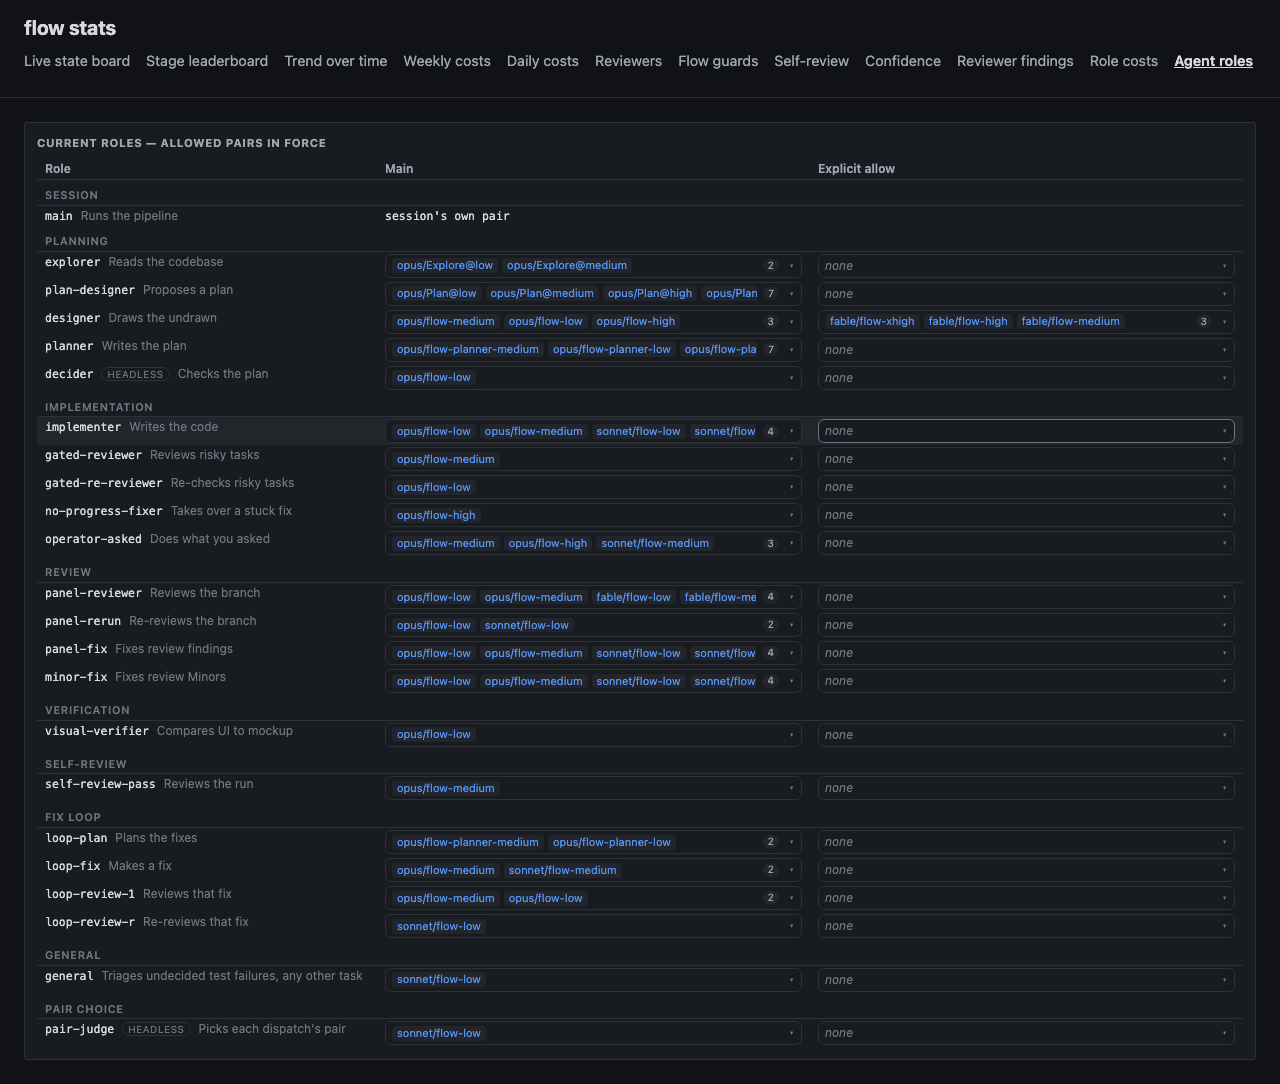 flow stats
Live state board Stage leaderboard Trend over time Weekly costs Daily costs Reviewers Flow guards Self-review Confidence Reviewer findings Role costs Agent roles
CURRENT ROLES — ALLOWED PAIRS IN FORCE
Role Main Explicit allow
SESSION
main Runs the pipeline session's own pair
PLANNING
explorer Reads the codebase opus/Explore@low opus/Explore@medium 2 none
plan-designer Proposes a plan opus/Plan@low opus/Plan@medium opus/Plan@high opus/Plan 7 none
designer Draws the undrawn opus/flow-medium opus/flow-low opus/flow-high 3 fable/flow-xhigh fable/flow-high fable/flow-medium 3
planner Writes the plan opus/flow-planner-medium opus/flow-planner-low opus/flow-pla 7 none
decider HEADLESS Checks the plan opus/flow-low none
IMPLEMENTATION
implementer Writes the code opus/flow-low opus/flow-medium sonnet/flow-low sonnet/flow 4 none
gated-reviewer Reviews risky tasks opus/flow-medium none
gated-re-reviewer Re-checks risky tasks opus/flow-low none
no-progress-fixer Takes over a stuck fix opus/flow-high none
operator-asked Does what you asked opus/flow-medium opus/flow-high sonnet/flow-medium 3 none
REVIEW
panel-reviewer Reviews the branch opus/flow-low opus/flow-medium fable/flow-low fable/flow-me 4 none
panel-rerun Re-reviews the branch opus/flow-low sonnet/flow-low 2 none
panel-fix Fixes review findings opus/flow-low opus/flow-medium sonnet/flow-low sonnet/flow 4 none
minor-fix Fixes review Minors opus/flow-low opus/flow-medium sonnet/flow-low sonnet/flow 4 none
VERIFICATION
visual-verifier Compares UI to mockup opus/flow-low none
SELF-REVIEW
self-review-pass Reviews the run opus/flow-medium none
FIX LOOP
loop-plan Plans the fixes opus/flow-planner-medium opus/flow-planner-low 2 none
loop-fix Makes a fix opus/flow-medium sonnet/flow-medium 2 none
loop-review-1 Reviews that fix opus/flow-medium opus/flow-low 2 none
loop-review-r Re-reviews that fix sonnet/flow-low none
GENERAL
general Triages undecided test failures, any other task sonnet/flow-low none
PAIR CHOICE
pair-judge HEADLESS Picks each dispatch's pair sonnet/flow-low none